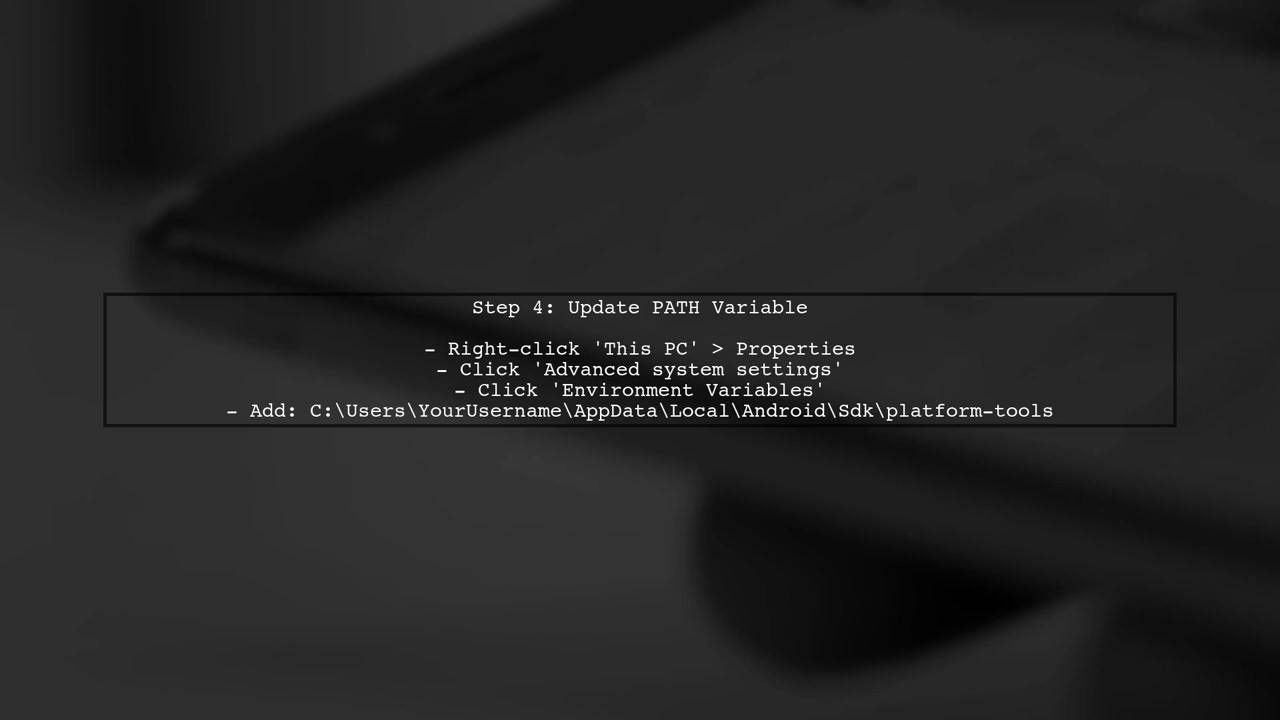 Step 4: Update PATH Variable
- Right-click 'This PC' > Properties
- Click 'Advanced system settings'
- Click 'Environment Variables'
- Add: C:\Users\YourUsername\AppData\Local\Android\Sdk\platform-tools